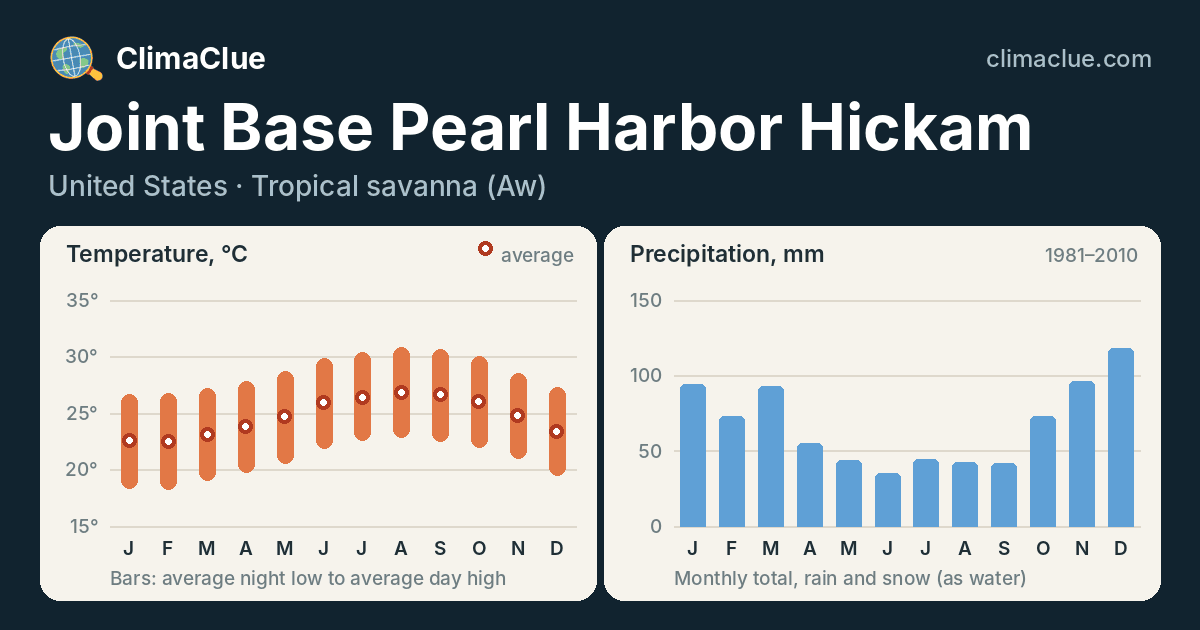 ClimaClue
climaclue.com
Joint Base Pearl Harbor Hickam
United States · Tropical savanna (Aw)
Temperature, °C
average
35°
30°
25°
20°
15°
J F M A M J J A S O N D
Bars: average night low to average day high
Precipitation, mm
1981–2010
150
100
50
0
J F M A M J J A S O N D
Monthly total, rain and snow (as water)